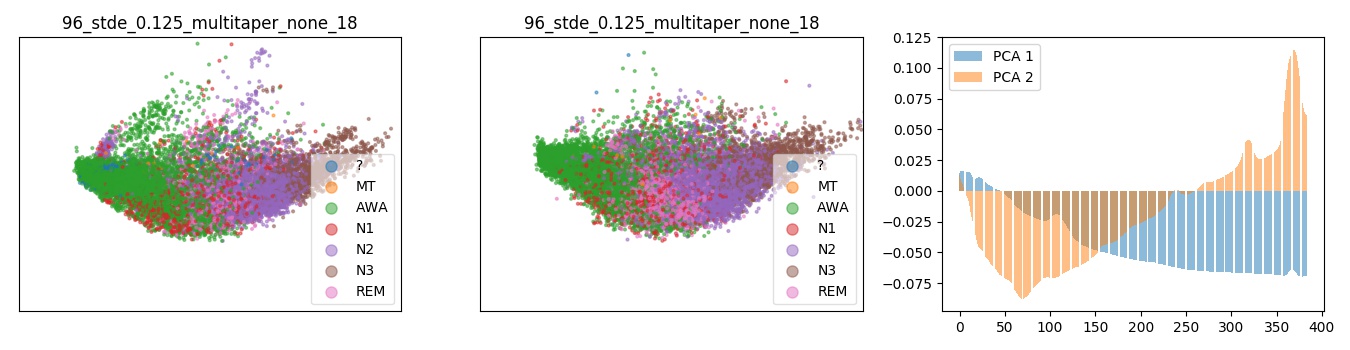 96_stde_0.125_multitaper_none_18
?
MT
AWA
N1
N2
N3
REM
96_stde_0.125_multitaper_none_18
?
MT
AWA
N1
N2
N3
REM
PCA 1
PCA 2
0.125
0.100
0.075
0.050
0.025
0.000
−0.025
−0.050
−0.075
0 50 100 150 200 250 300 350 400